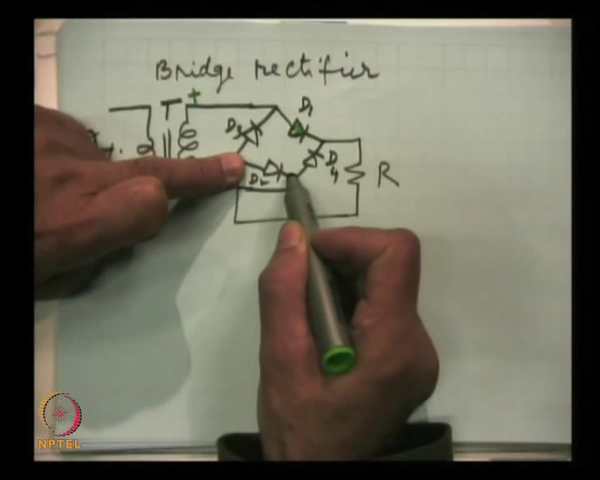 Bridge rectifier
T +
D1
D3
D2
D4
R
NPTEL